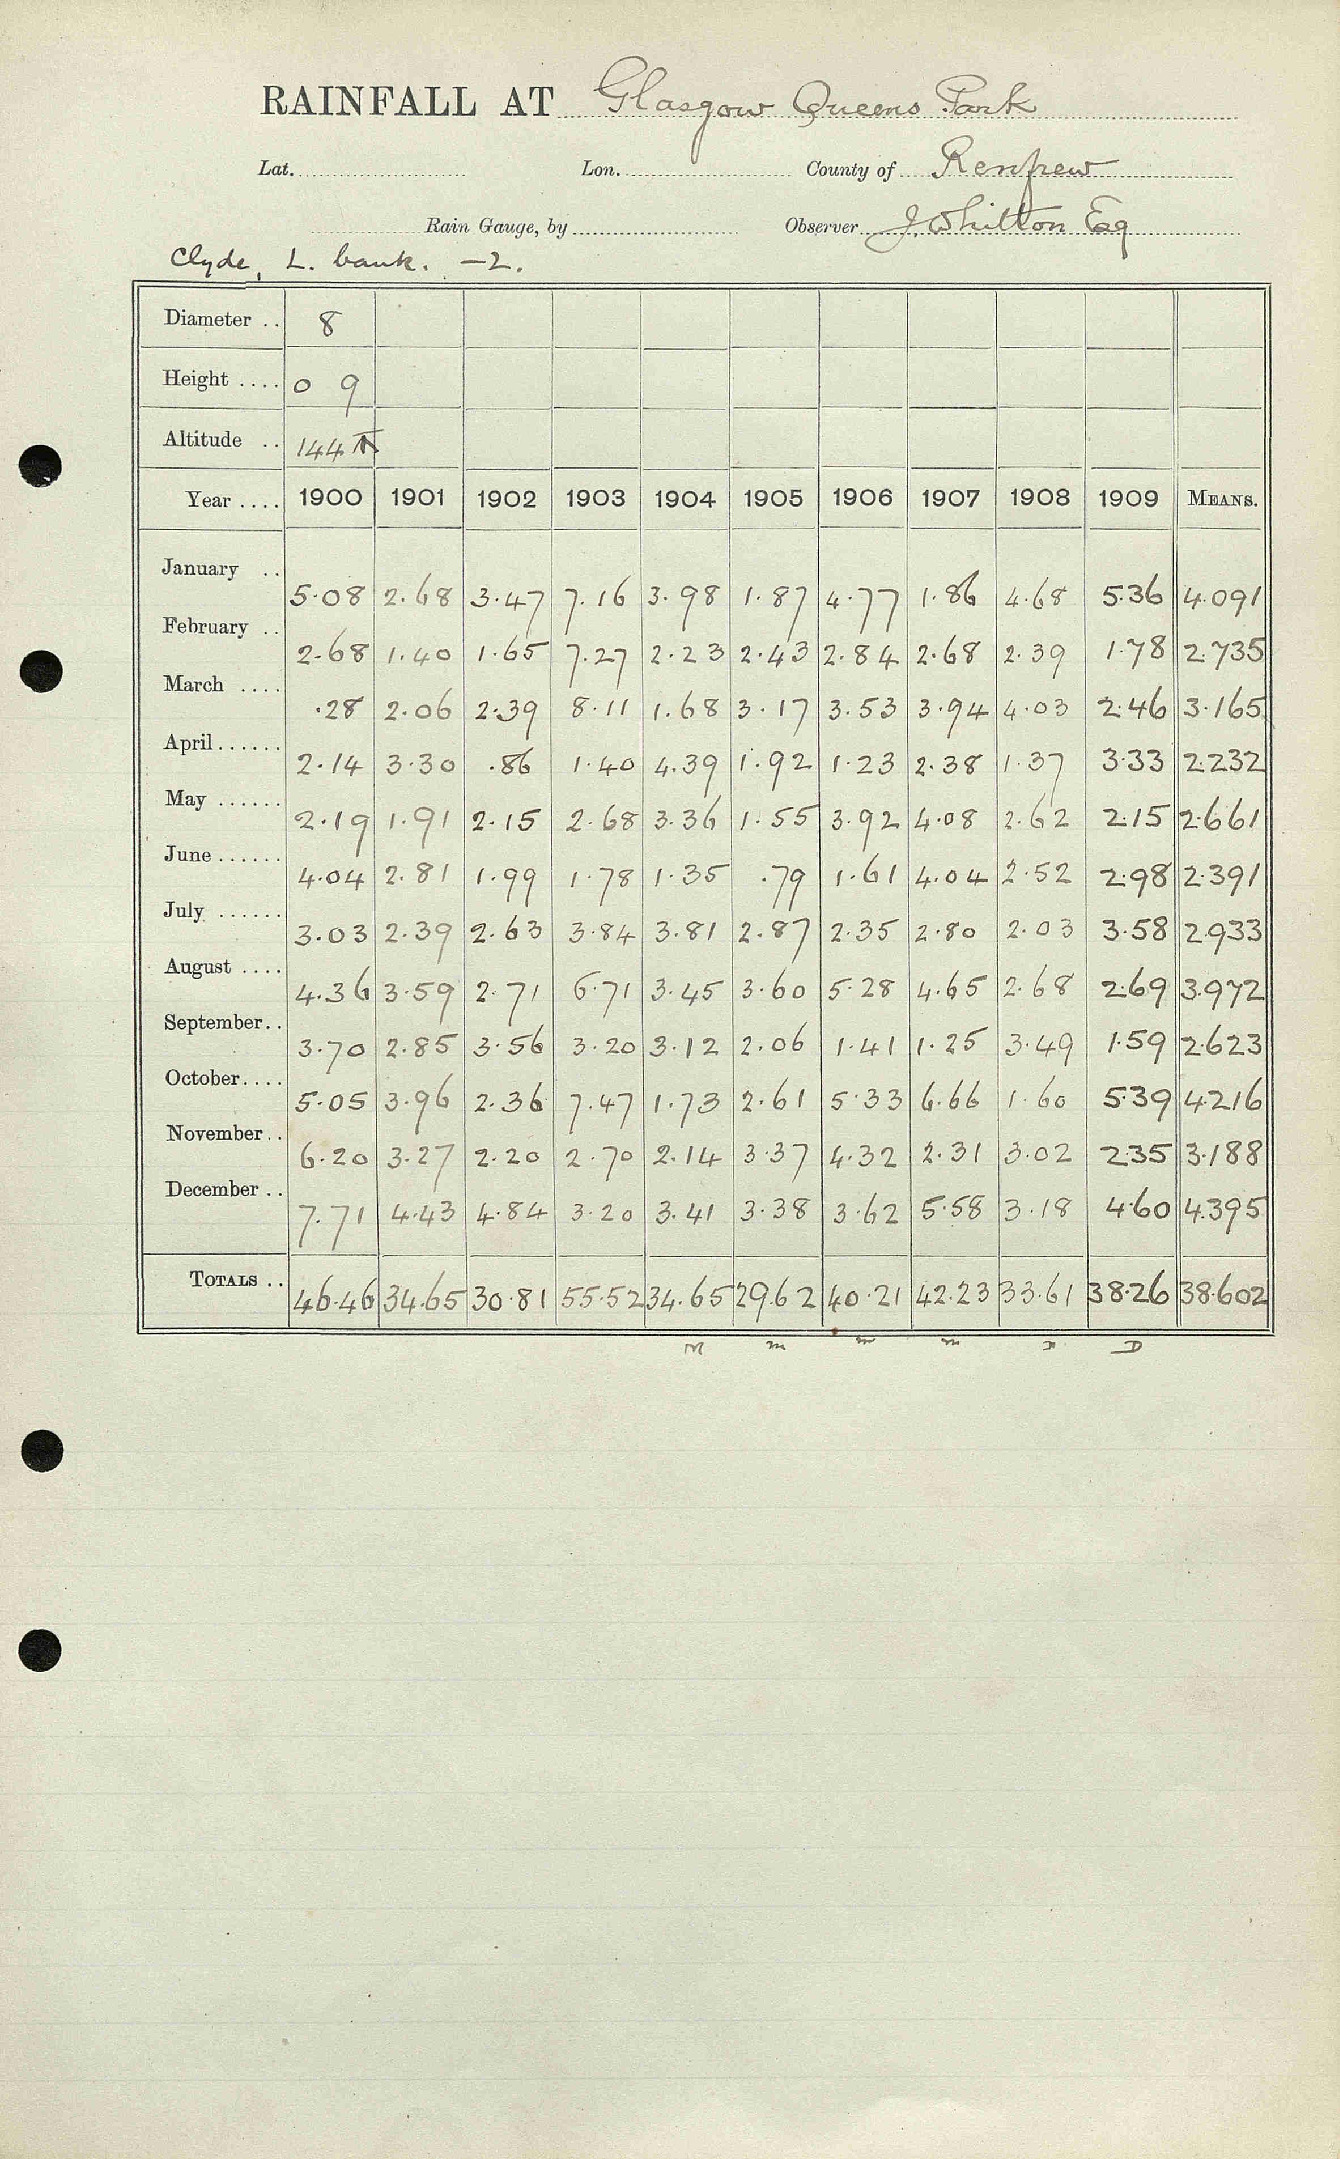 RAINFALL AT Glasgow Queens Park
Lat. Lon. County of Renfrew
Rain Gauge, by Observer J. Whitton Esq
Clyde, L. bank. –2.
Diameter .. 8
Height .... 0 9
Altitude .. 144 ft
Year .... 1900 1901 1902 1903 1904 1905 1906 1907 1908 1909 MEANS.
January .. 5.08 2.68 3.47 7.16 3.98 1.87 4.77 1.86 4.68 5.36 4.091
February .. 2.68 1.40 1.65 7.27 2.23 2.43 2.84 2.68 2.39 1.78 2.735
March .... .28 2.06 2.39 8.11 1.68 3.17 3.53 3.94 4.03 2.46 3.165
April ...... 2.14 3.30 .86 1.40 4.39 1.92 1.23 2.38 1.37 3.33 2.232
May ...... 2.19 1.91 2.15 2.68 3.36 1.55 3.92 4.08 2.62 2.15 2.661
June ...... 4.04 2.81 1.99 1.78 1.35 .79 1.61 4.04 2.52 2.98 2.391
July ...... 3.03 2.39 2.63 3.84 3.81 2.87 2.35 2.80 2.03 3.58 2.933
August .... 4.36 3.59 2.71 6.71 3.45 3.60 5.28 4.65 2.68 2.69 3.972
September .. 3.70 2.85 3.56 3.20 3.12 2.06 1.41 1.25 3.49 1.59 2.623
October .... 5.05 3.96 2.36 7.47 1.73 2.61 5.33 6.66 1.60 5.39 4.216
November .. 6.20 3.27 2.20 2.70 2.14 3.37 4.32 2.31 3.02 2.35 3.188
December .. 7.71 4.43 4.84 3.20 3.41 3.38 3.62 5.58 3.18 4.60 4.395
TOTALS .. 46.46 34.65 30.81 55.52 34.65 29.62 40.21 42.23 33.61 38.26 38.602
M m m m D